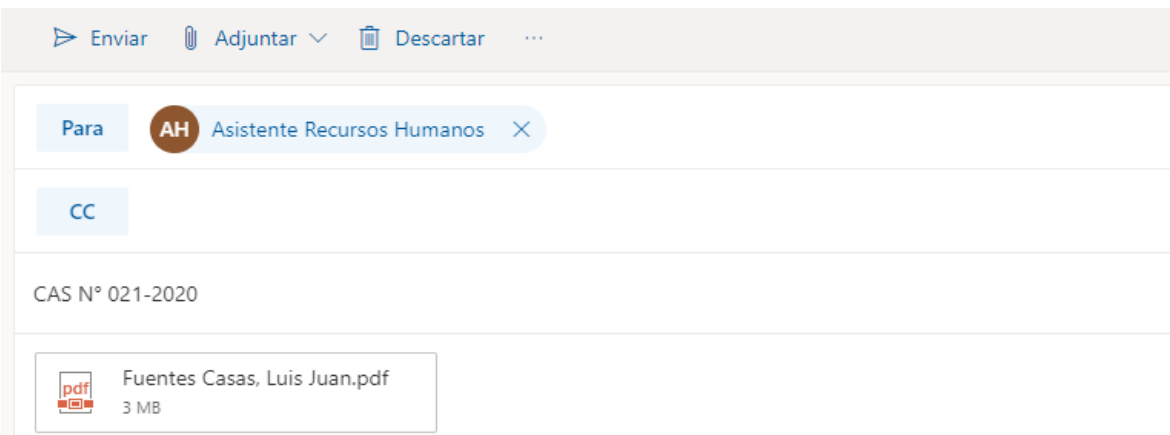 Enviar Adjuntar Descartar ...
Para AH Asistente Recursos Humanos
CC
CAS N° 021-2020
pdf Fuentes Casas, Luis Juan.pdf
3 MB